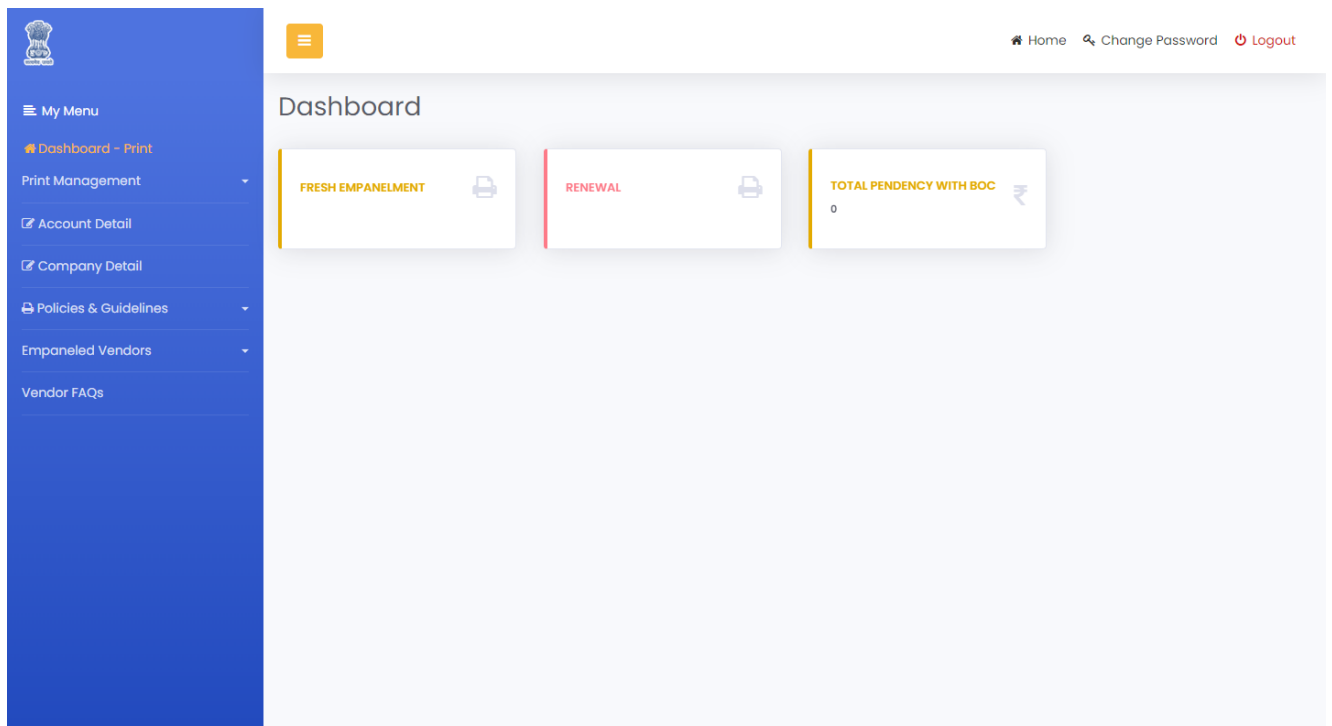 Home Change Password Logout
My Menu
Dashboard - Print
Print Management
Account Detail
Company Detail
Policies & Guidelines
Empaneled Vendors
Vendor FAQs
Dashboard
FRESH EMPANELMENT
RENEWAL
TOTAL PENDENCY WITH BOC
₹
0